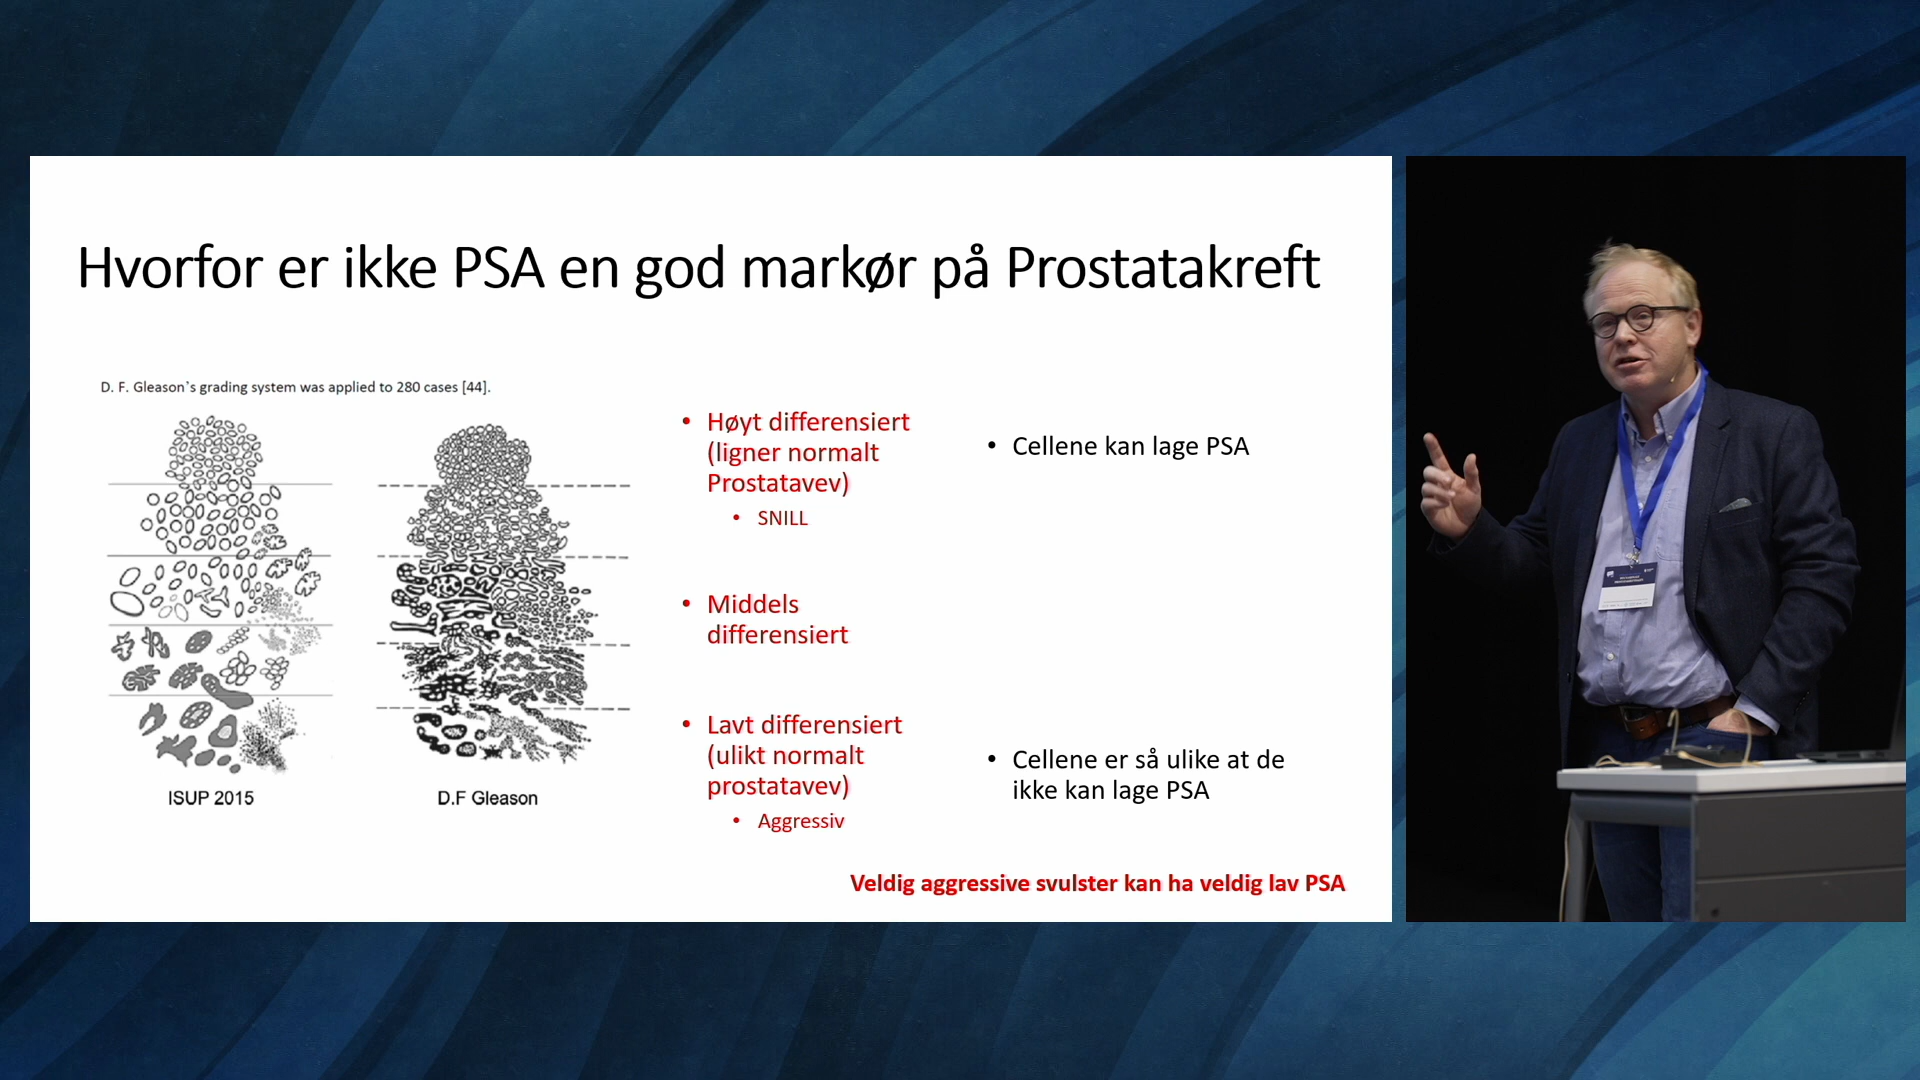 Hvorfor er ikke PSA en god markør på Prostatakreft
D. F. Gleason's grading system was applied to 280 cases [44].
ISUP 2015
D.F Gleason
• Høyt differensiert
(ligner normalt
Prostatavev)
• SNILL
• Middels
differensiert
• Lavt differensiert
(ulikt normalt
prostatavev)
• Aggressiv
• Cellene kan lage PSA
• Cellene er så ulike at de
ikke kan lage PSA
Veldig aggressive svulster kan ha veldig lav PSA